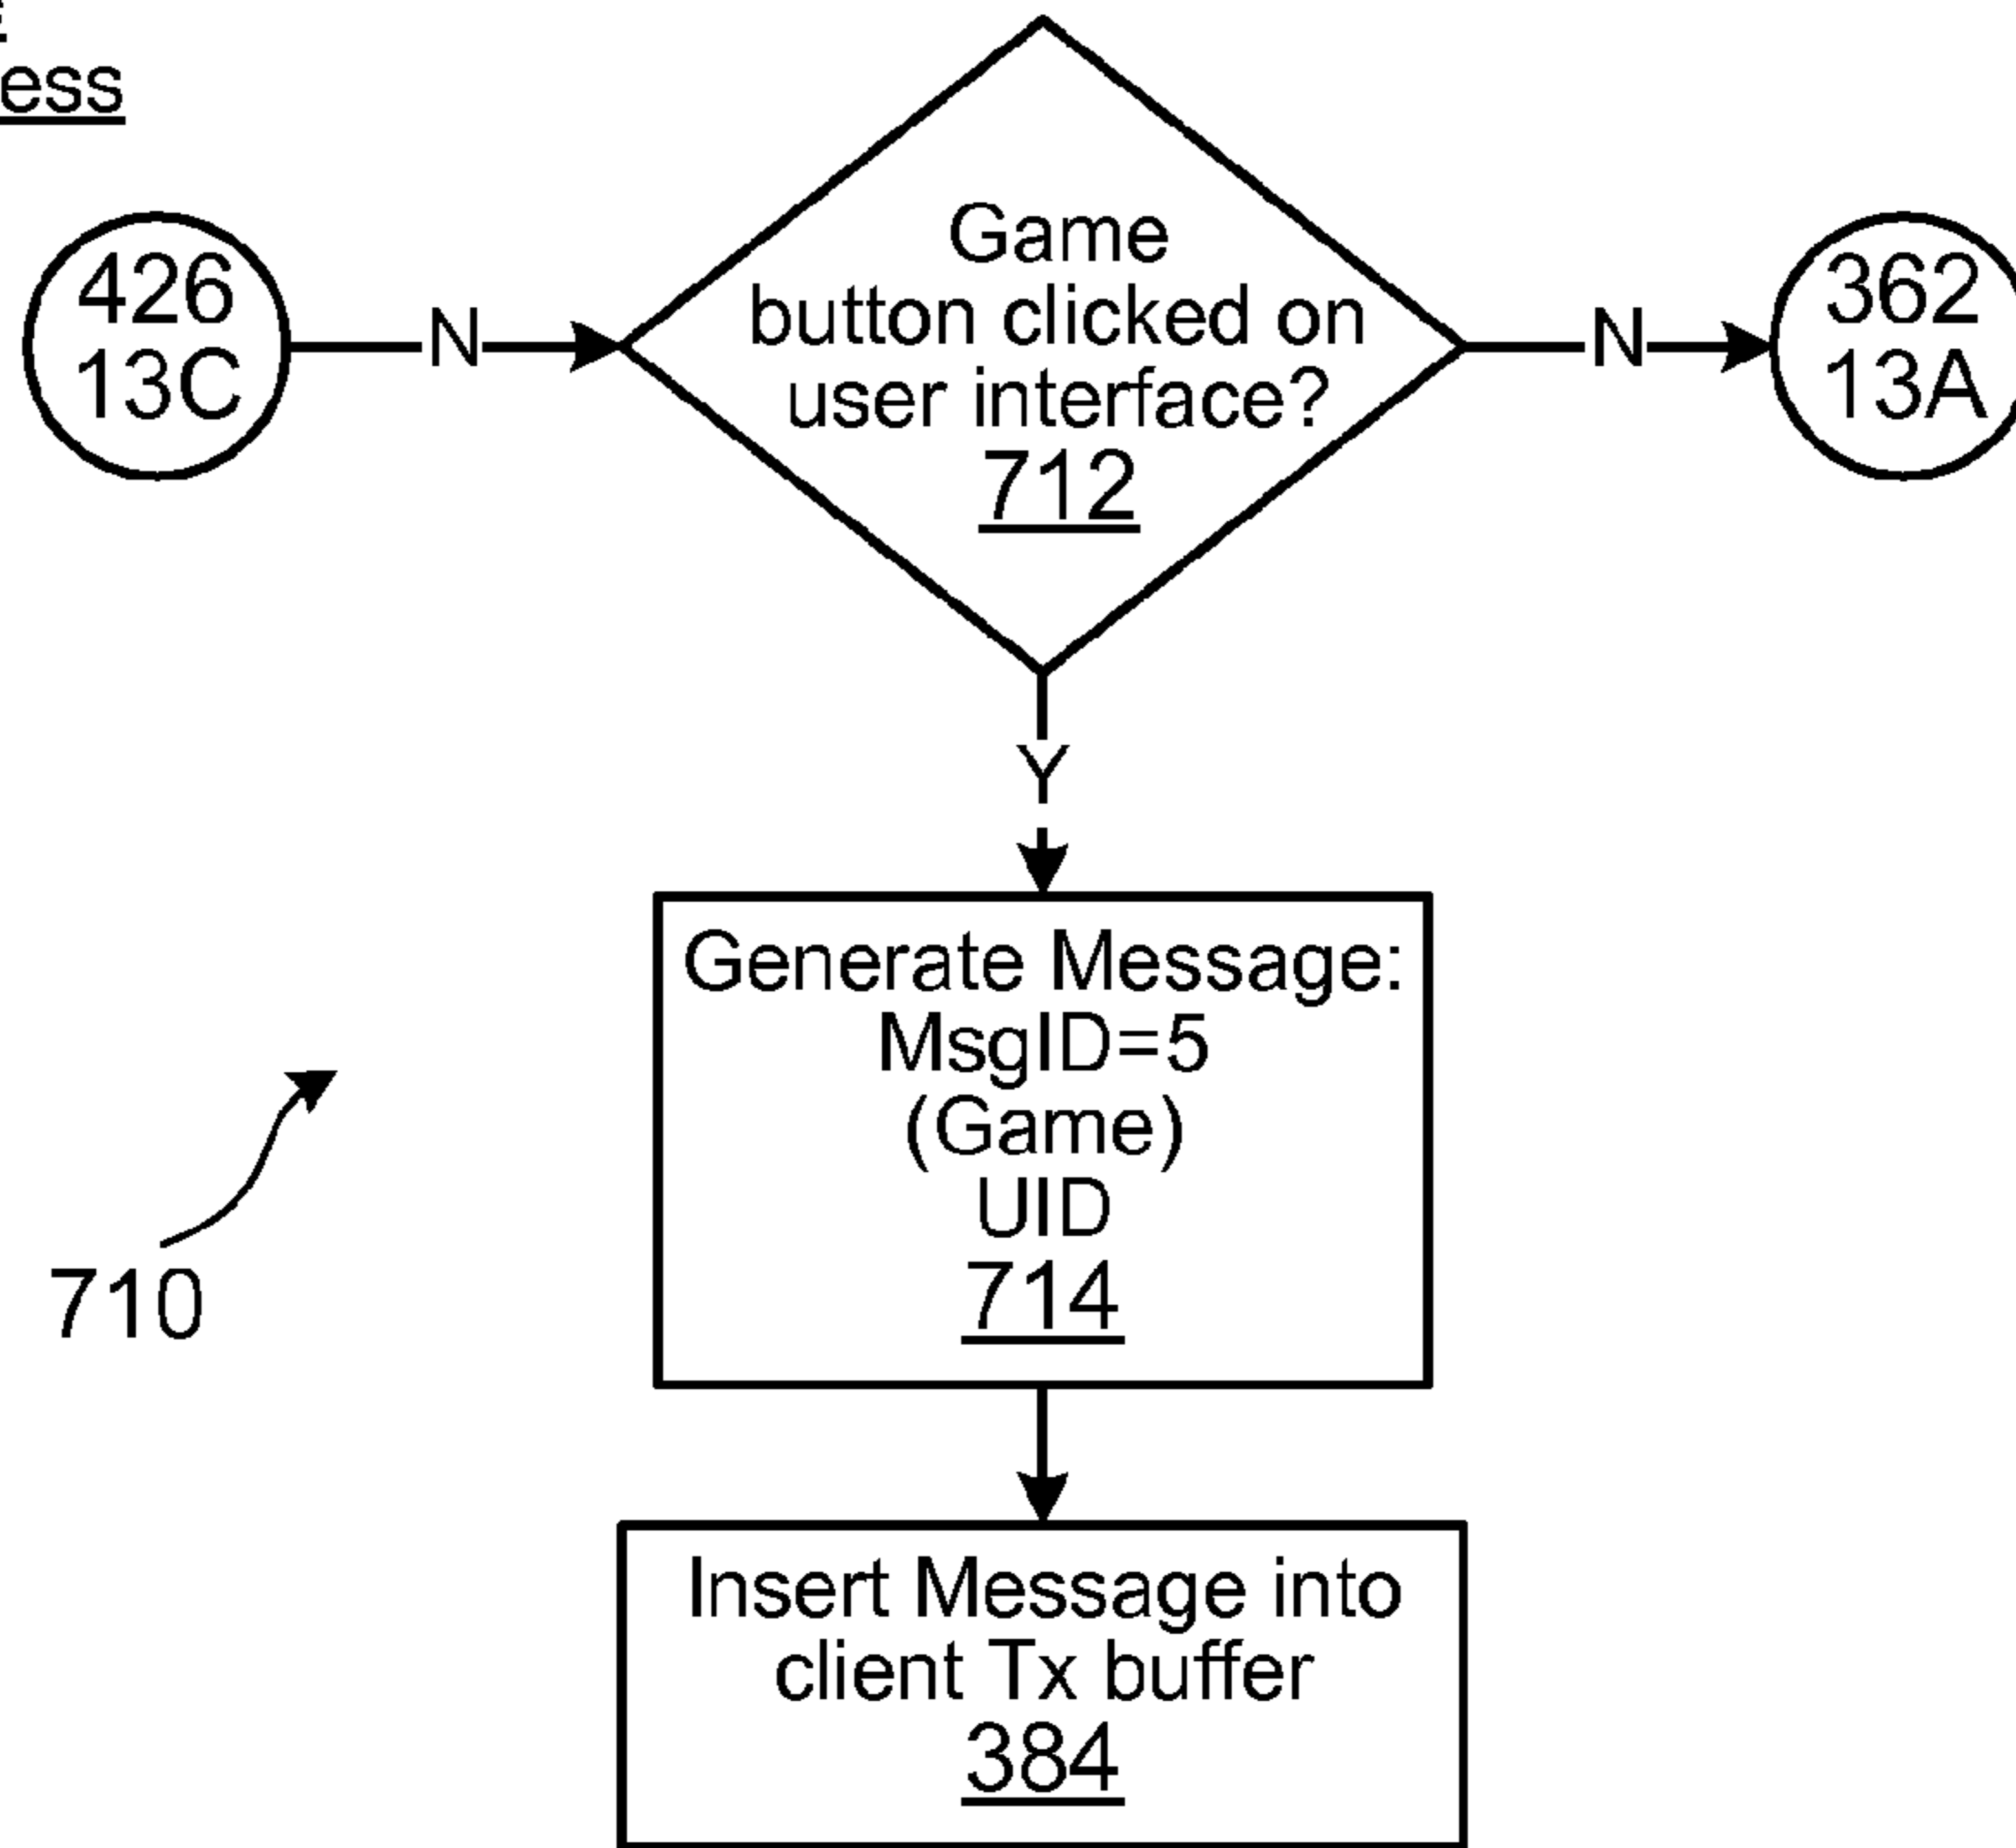 ess
Game
button clicked on
user interface?
712
426
13C
N
N
362
13A
Y
Generate Message:
MsgID=5
(Game)
UID
714
710
Insert Message into
client Tx buffer
384